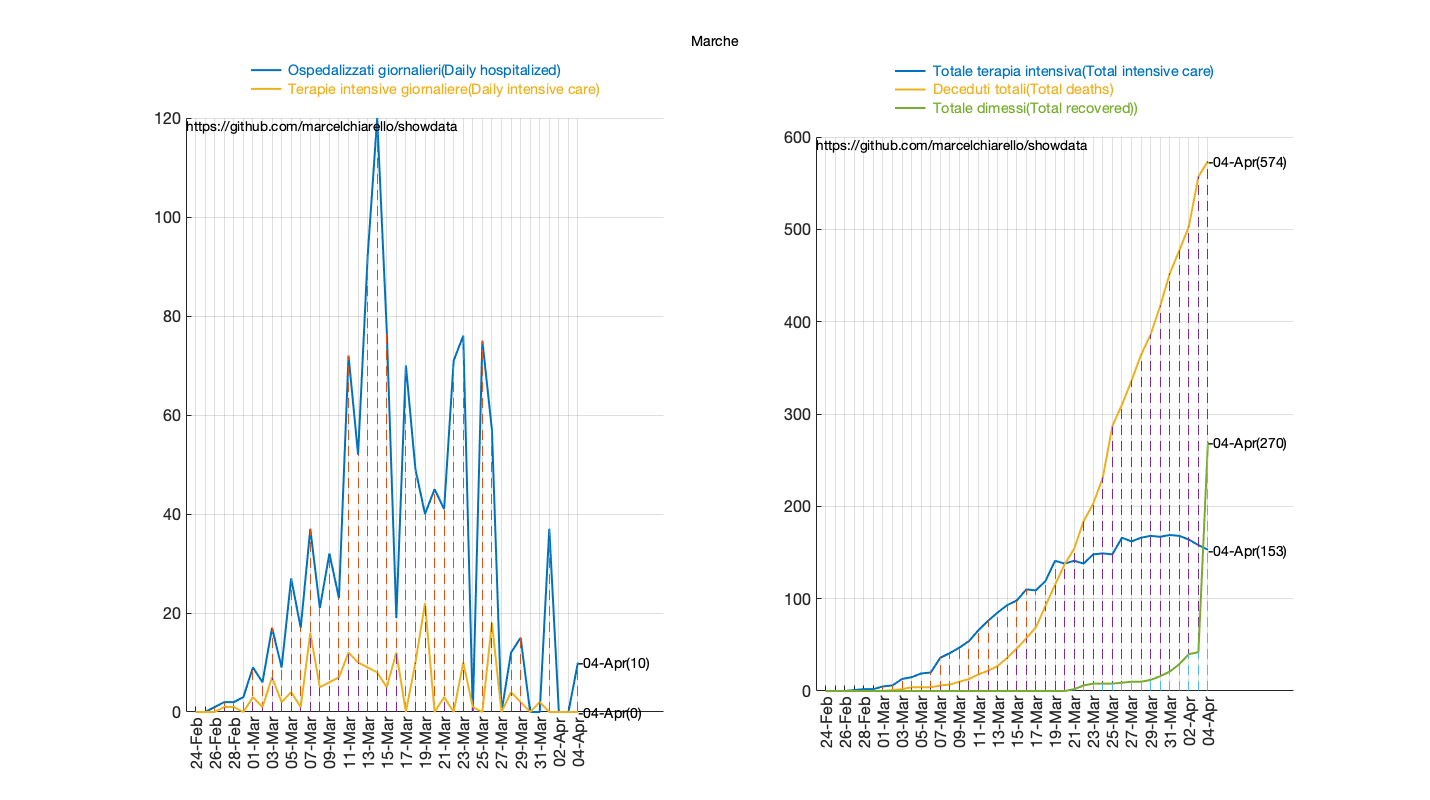 Marche
Ospedalizzati giornalieri(Daily hospitalized)
Terapie intensive giornaliere(Daily intensive care)
https://github.com/marcelchiarello/showdata
120
100
80
60
40
20
0
-04-Apr(10)
-04-Apr(0)
24-Feb
26-Feb
28-Feb
01-Mar
03-Mar
05-Mar
07-Mar
09-Mar
11-Mar
13-Mar
15-Mar
17-Mar
19-Mar
21-Mar
23-Mar
25-Mar
27-Mar
29-Mar
31-Mar
02-Apr
04-Apr
Totale terapia intensiva(Total intensive care)
Deceduti totali(Total deaths)
Totale dimessi(Total recovered))
https://github.com/marcelchiarello/showdata
600
500
400
300
200
100
0
-04-Apr(574)
-04-Apr(270)
-04-Apr(153)
24-Feb
26-Feb
28-Feb
01-Mar
03-Mar
05-Mar
07-Mar
09-Mar
11-Mar
13-Mar
15-Mar
17-Mar
19-Mar
21-Mar
23-Mar
25-Mar
27-Mar
29-Mar
31-Mar
02-Apr
04-Apr